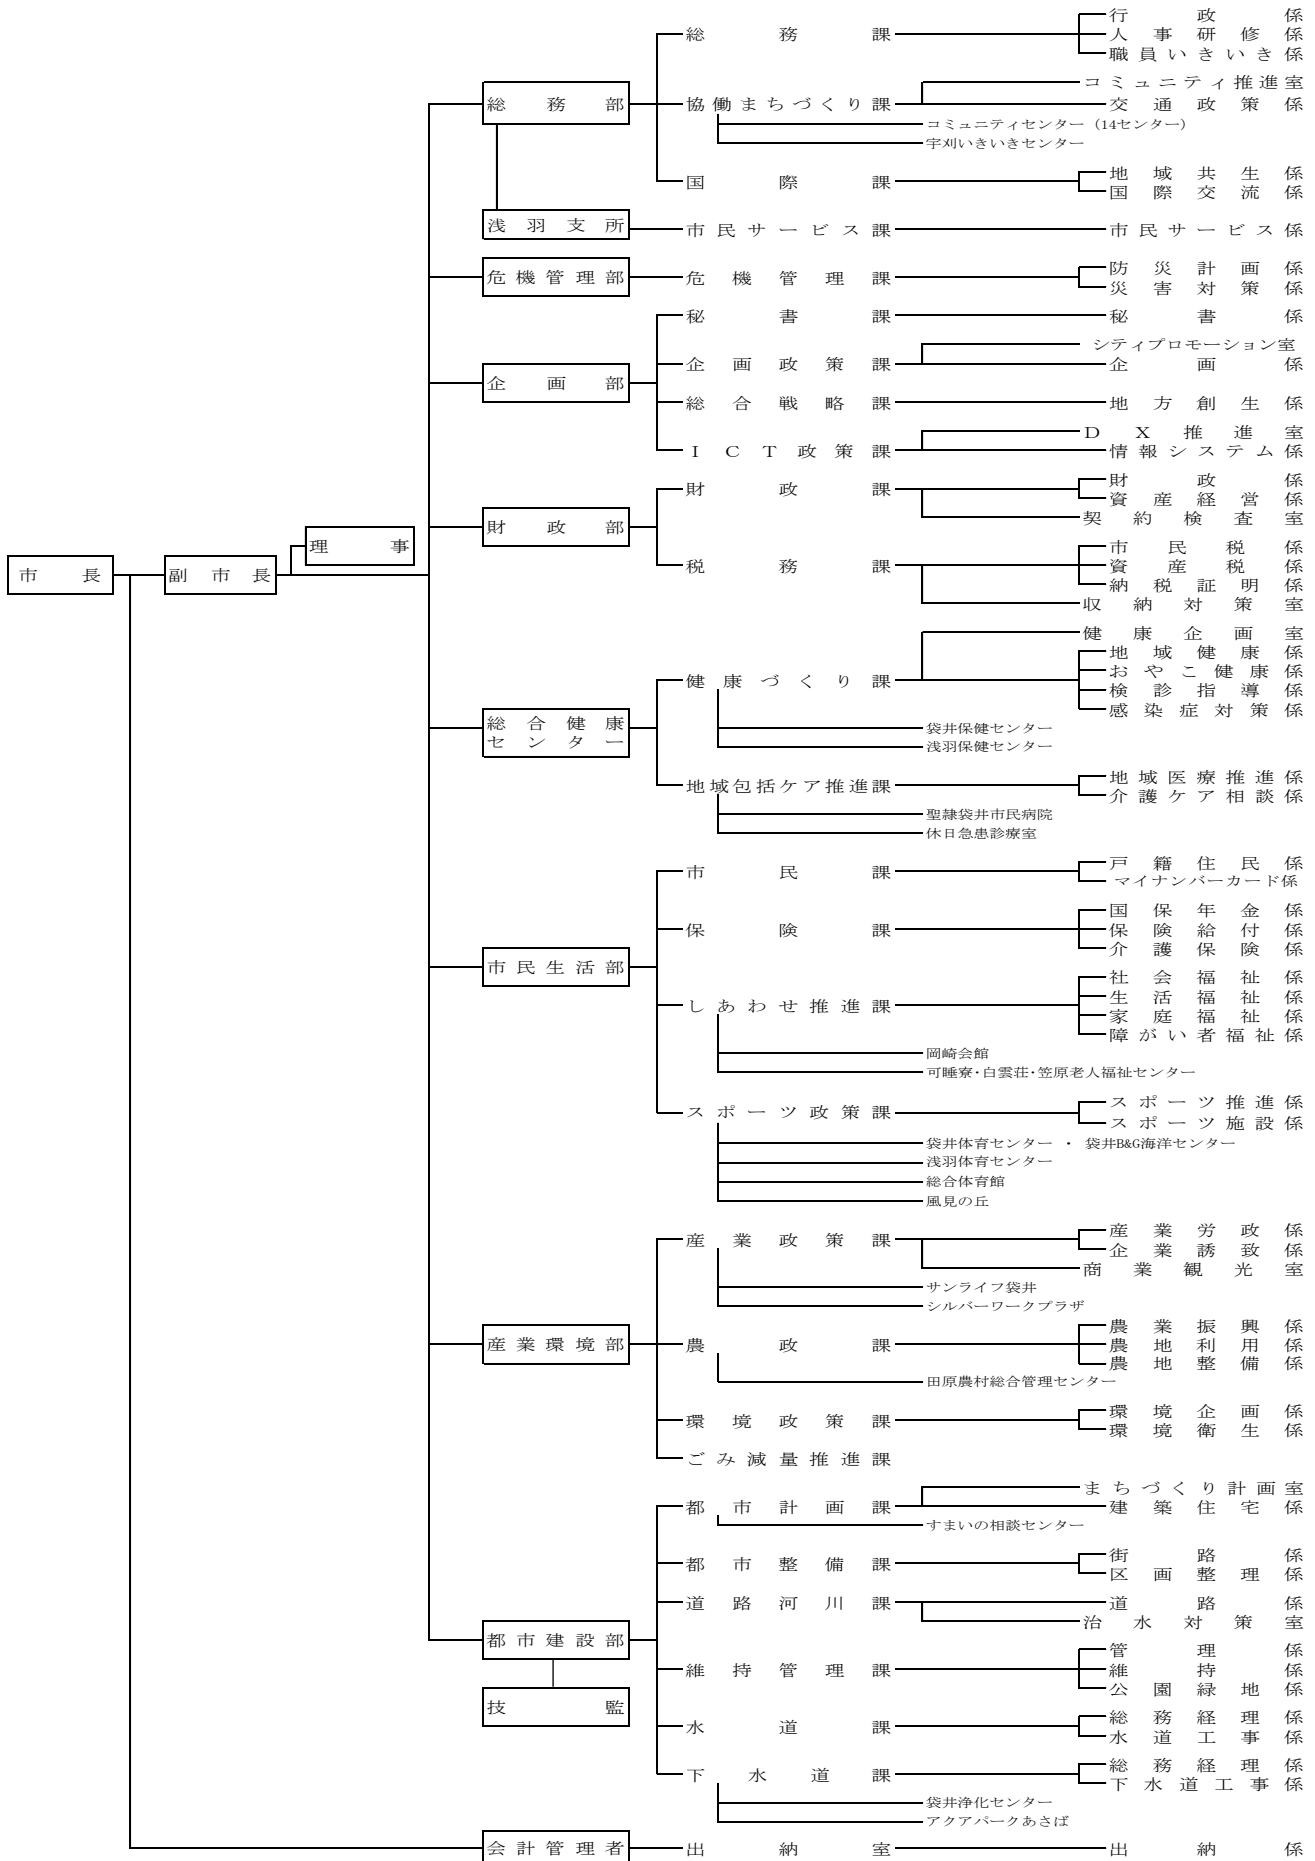 行政係
総務課
人事研修係
職員いきいき係
コミュニティ推進室
総務部
協働まちづくり課
交通政策係
コミュニティセンター（14センター）
宇刈いきいきセンター
地域共生係
国際課
国際交流係
浅羽支所
市民サービス課
市民サービス係
防災計画係
危機管理部
危機管理課
災害対策係
秘書課
秘書係
シティプロモーション室
企画政策課
企画係
企画部
総合戦略課
地方創生係
DX推進室
ICT政策課
情報システム係
財政係
財政課
資産経営係
契約検査室
財政部
理事
市民税係
税務課
資産税係
市長
副市長
納税証明係
収納対策室
健康企画室
地域健康係
おやこ健康係
健康づくり課
検診指導係
感染症対策係
総合健康
センター
袋井保健センター
浅羽保健センター
地域医療推進係
地域包括ケア推進課
介護ケア相談係
聖隷袋井市民病院
休日急患診療室
戸籍住民係
市民課
マイナンバーカード係
国保年金係
保険課
保険給付係
介護保険係
市民生活部
社会福祉係
生活福祉係
しあわせ推進課
家庭福祉係
障がい者福祉係
岡崎会館
可睡寮・白雲荘・笠原老人福祉センター
スポーツ推進係
スポーツ政策課
スポーツ施設係
袋井体育センター ・ 袋井B&G海洋センター
浅羽体育センター
総合体育館
風見の丘
産業労政係
産業政策課
企業誘致係
商業観光室
サンライフ袋井
シルバーワークプラザ
農業振興係
産業環境部
農政課
農地利用係
農地整備係
田原農村総合管理センター
環境企画係
環境政策課
環境衛生係
ごみ減量推進課
まちづくり計画室
都市計画課
建築住宅係
すまいの相談センター
街路係
都市整備課
区画整理係
道路河川課
道路係
治水対策室
都市建設部
管理係
維持管理課
維持係
公園緑地係
技監
総務経理係
水道課
水道工事係
総務経理係
下水道課
下水道工事係
袋井浄化センター
アクアパークあさば
会計管理者
出納室
出納係